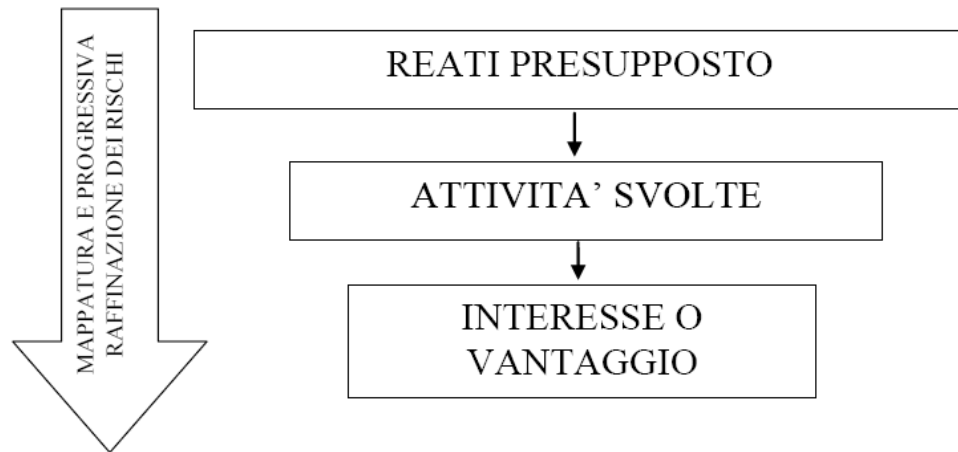 MAPPATURA E PROGRESSIVA
RAFFINAZIONE DEI RISCHI
REATI PRESUPPOSTO
ATTIVITA’ SVOLTE
INTERESSE O
VANTAGGIO